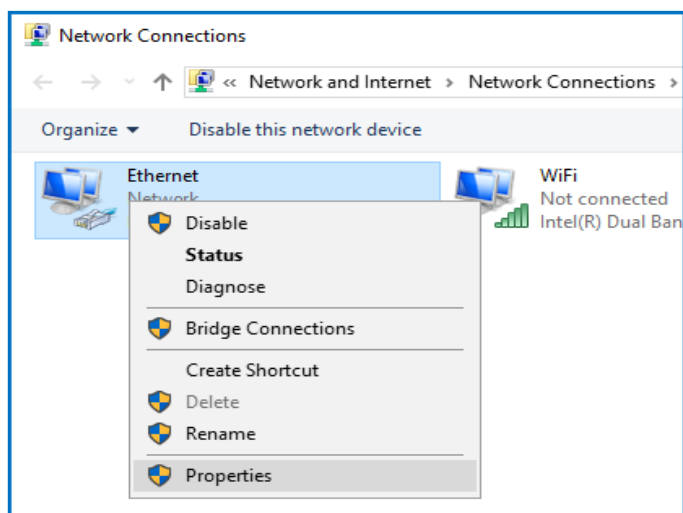 Network Connections
« Network and Internet > Network Connections >
Organize Disable this network device
Ethernet
Network
WiFi
Not connected
Intel(R) Dual Ban
Disable
Status
Diagnose
Bridge Connections
Create Shortcut
Delete
Rename
Properties